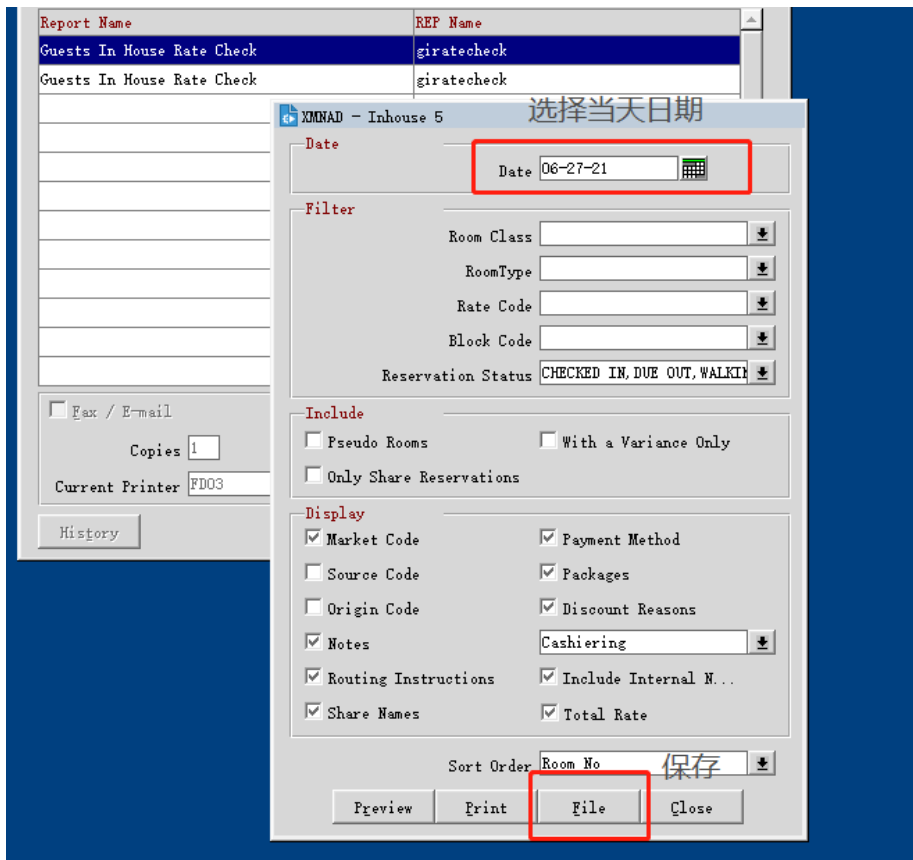 Report Name REP Name
Guests In House Rate Check giratecheck
Guests In House Rate Check giratecheck
XMNAD - Inhouse 5 选择当天日期
Date
Date 06-27-21
Filter
Room Class
RoomType
Rate Code
Block Code
Reservation Status CHECKED IN,DUE OUT,WALKIN
Include
Pseudo Rooms With a Variance Only
Only Share Reservations
Display
Market Code Payment Method
Source Code Packages
Origin Code Discount Reasons
Notes Cashiering
Routing Instructions Include Internal N...
Share Names Total Rate
Sort Order Room No 保存
Preview Print File Close
Fax / E-mail
Copies 1
Current Printer FD03
History